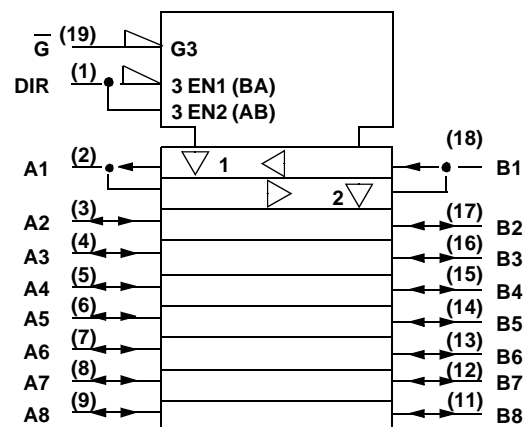 G (19) G3
DIR (1) 3 EN1 (BA)
3 EN2 (AB)
A1 (2) 1 (18) B1
2
A2 (3) (17) B2
A3 (4) (16) B3
A4 (5) (15) B4
A5 (6) (14) B5
A6 (7) (13) B6
A7 (8) (12) B7
A8 (9) (11) B8